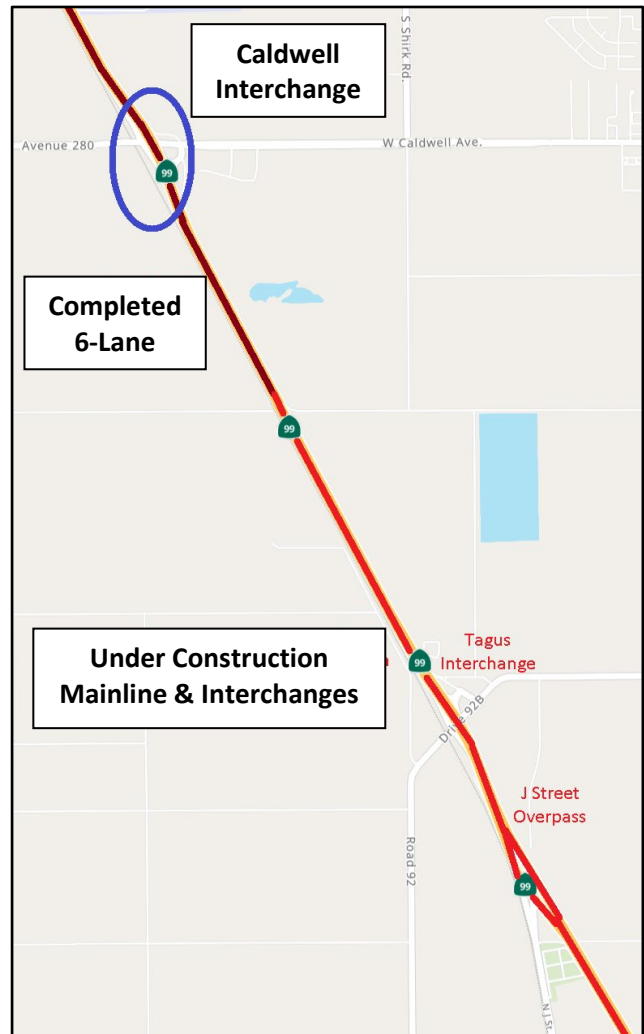 Caldwell
Interchange
S Shirk Rd.
Avenue 280
W Caldwell Ave.
99
Completed
6-Lane
99
Under Construction
Mainline & Interchanges
Tagus
Interchange
99
Drive 92B
J Street
Overpass
Road 92
99
N J St.